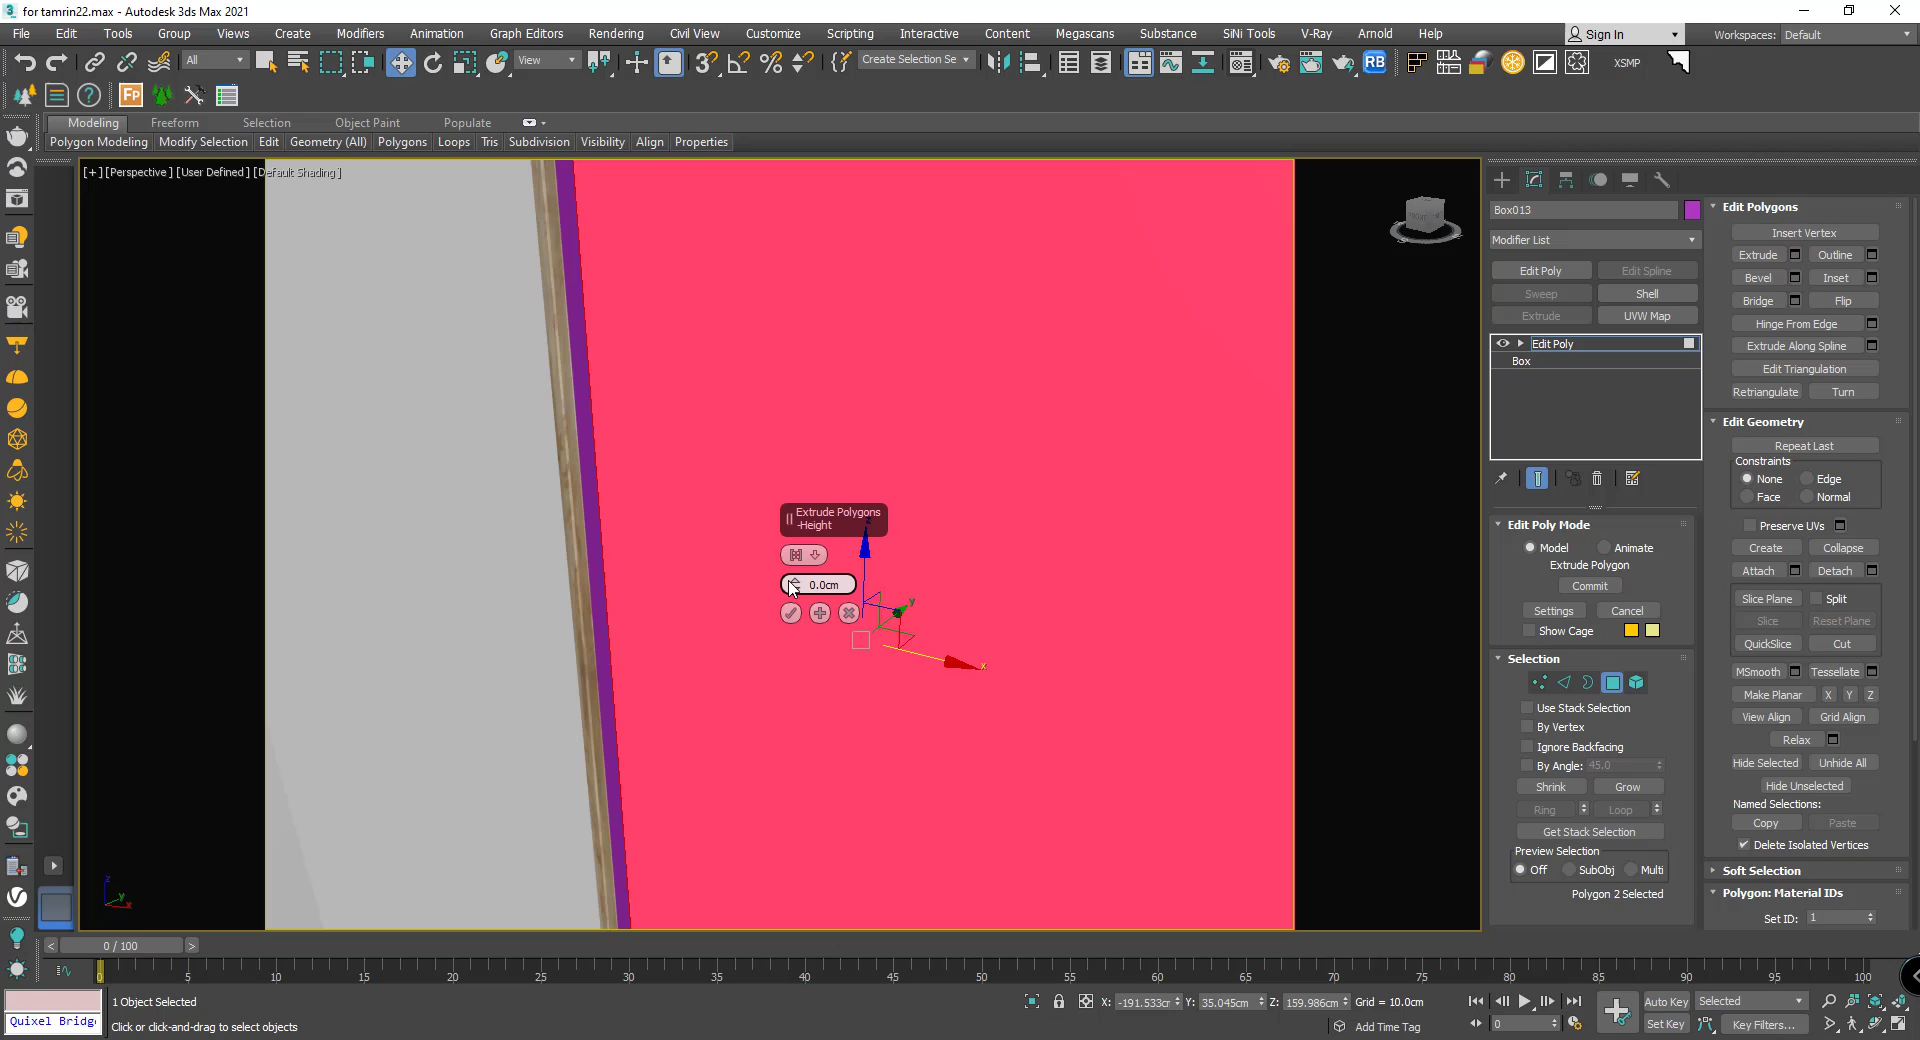 for tamrin22.max - Autodesk 3ds Max 2021
File Edit Tools Group Views Create Modifiers Animation Graph Editors Rendering Civil View Customize Scripting Interactive Content Megascans Substance SiNi Tools V-Ray Arnold Help Sign In Workspaces: Default
All View Create Selection Se RB XSMP
Fp
Modeling Freeform Selection Object Paint Populate
Polygon Modeling Modify Selection Edit Geometry (All) Polygons Loops Tris Subdivision Visibility Align Properties
[+] [Perspective] [User Defined] [Default Shading]
Box013
Modifier List
Edit Poly Edit Spline
Sweep Shell
Extrude UVW Map
Edit Poly
Box
Extrude Polygons
-Height
0.0cm
z
y
x
Edit Poly Mode
Model Animate
Extrude Polygon
Commit
Settings Cancel
Show Cage
Selection
Use Stack Selection
By Vertex
Ignore Backfacing
By Angle: 45.0
Shrink Grow
Ring Loop
Get Stack Selection
Preview Selection
Off SubObj Multi
Polygon 2 Selected
Edit Polygons
Insert Vertex
Extrude Outline
Bevel Inset
Bridge Flip
Hinge From Edge
Extrude Along Spline
Edit Triangulation
Retriangulate Turn
Edit Geometry
Repeat Last
Constraints
None Edge
Face Normal
Preserve UVs
Create Collapse
Attach Detach
Slice Plane Split
Slice Reset Plane
QuickSlice Cut
MSmooth Tessellate
Make Planar X Y Z
View Align Grid Align
Relax
Hide Selected Unhide All
Hide Unselected
Named Selections:
Copy Paste
Delete Isolated Vertices
Soft Selection
Polygon: Material IDs
Set ID: 1
z
y
x
< 0 / 100 >
0 5 10 15 20 25 30 35 40 45 50 55 60 65 70 75 80 85 90 95 100
1 Object Selected X: -191.533cr Y: 35.045cm Z: 159.986cm Grid = 10.0cm Auto Key Selected
Quixel Bridg Click or click-and-drag to select objects Add Time Tag 0 Set Key Key Filters...